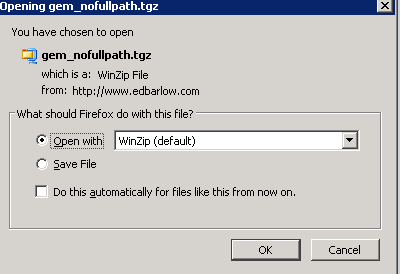 Opening gem_nofullpath.tgz
You have chosen to open
gem_nofullpath.tgz
which is a: WinZip File
from: http://www.edbarlow.com
What should Firefox do with this file?
Open with WinZip (default)
Save File
Do this automatically for files like this from now on.
OK Cancel